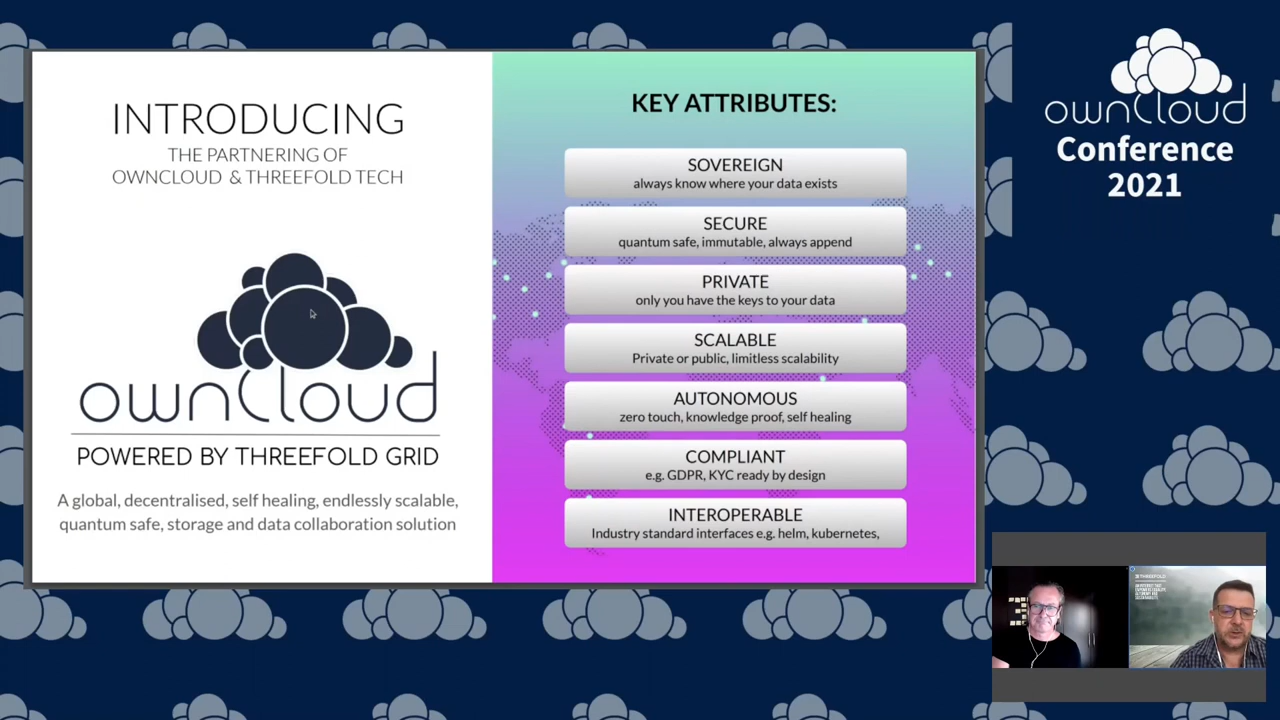 INTRODUCING
THE PARTNERING OF
OWNCLOUD & THREEFOLD TECH
ownCloud
POWERED BY THREEFOLD GRID
A global, decentralised, self healing, endlessly scalable,
quantum safe, storage and data collaboration solution
KEY ATTRIBUTES:
SOVEREIGN
always know where your data exists
SECURE
quantum safe, immutable, always append
PRIVATE
only you have the keys to your data
SCALABLE
Private or public, limitless scalability
AUTONOMOUS
zero touch, knowledge proof, self healing
COMPLIANT
e.g. GDPR, KYC ready by design
INTEROPERABLE
Industry standard interfaces e.g. helm, kubernetes,
ownCloud
Conference
2021
THREEFOLD